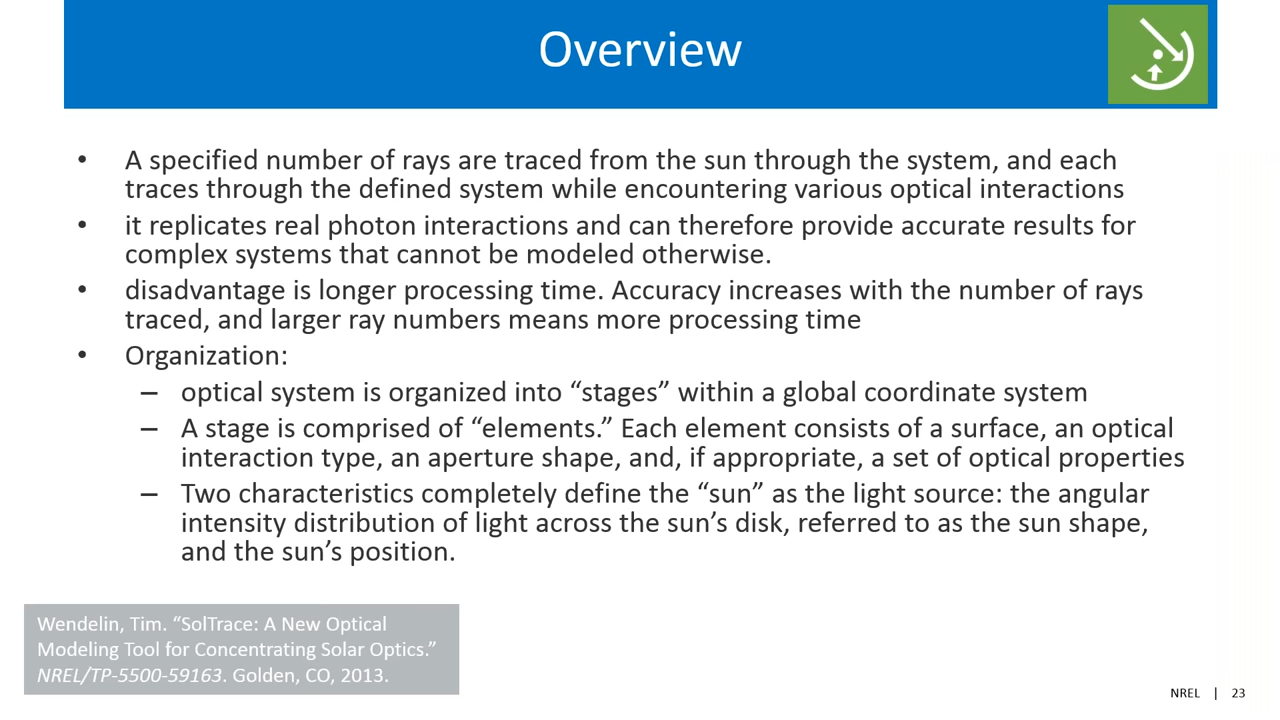 Overview
• A specified number of rays are traced from the sun through the system, and each
traces through the defined system while encountering various optical interactions
• it replicates real photon interactions and can therefore provide accurate results for
complex systems that cannot be modeled otherwise.
• disadvantage is longer processing time. Accuracy increases with the number of rays
traced, and larger ray numbers means more processing time
• Organization:
– optical system is organized into “stages” within a global coordinate system
– A stage is comprised of “elements.” Each element consists of a surface, an optical
interaction type, an aperture shape, and, if appropriate, a set of optical properties
– Two characteristics completely define the “sun” as the light source: the angular
intensity distribution of light across the sun’s disk, referred to as the sun shape,
and the sun’s position.
Wendelin, Tim. “SolTrace: A New Optical
Modeling Tool for Concentrating Solar Optics.”
NREL/TP-5500-59163. Golden, CO, 2013.
NREL | 23